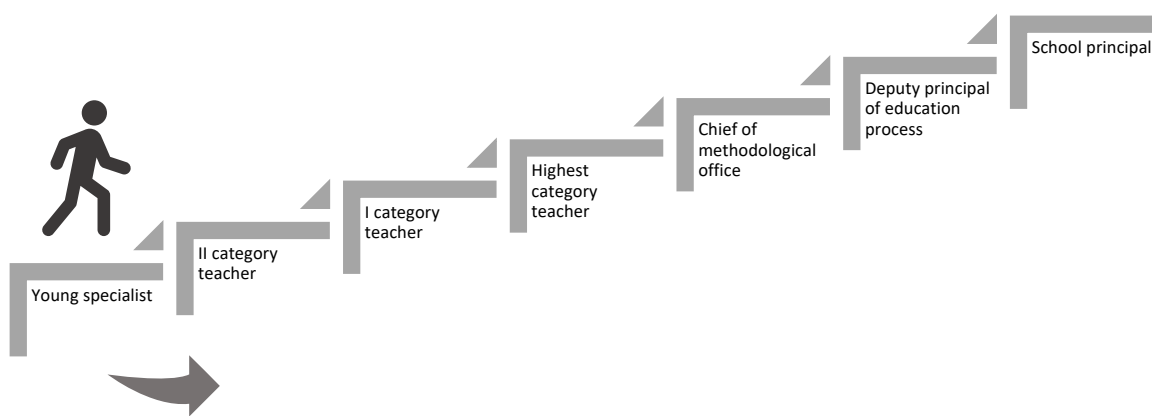 Young specialist
II category
teacher
I category
teacher
Highest
category
teacher
Chief of
methodological
office
Deputy principal
of education
process
School principal